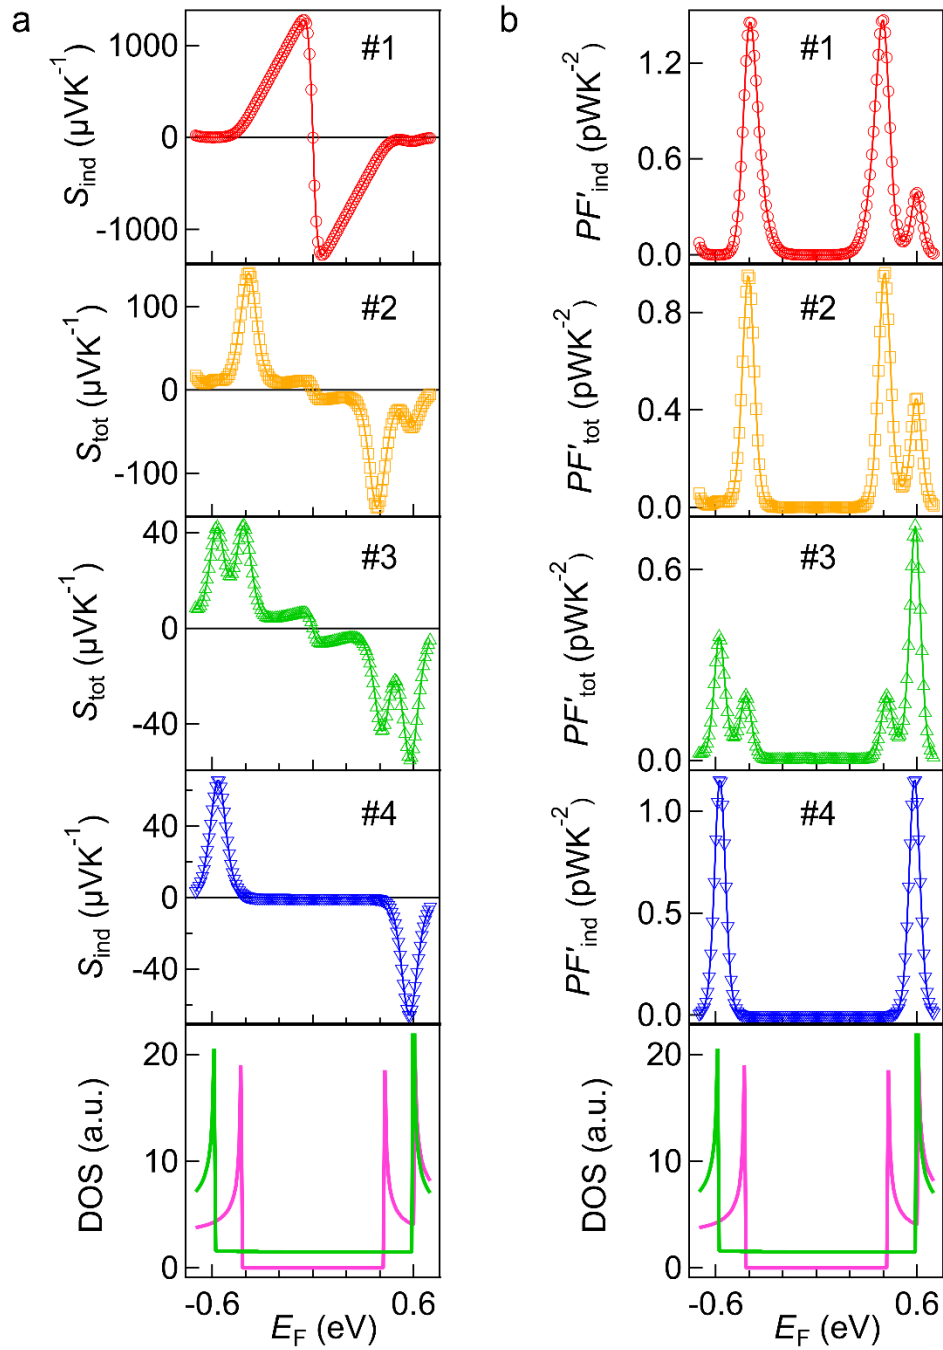 a
b
#1
1000
0
-1000
S_ind (µVK⁻¹)
#1
1.2
0.6
0.0
PF'_ind (pWK⁻²)
#2
100
0
-100
S_tot (µVK⁻¹)
#2
0.8
0.4
0.0
PF'_tot (pWK⁻²)
#3
40
0
-40
S_tot (µVK⁻¹)
#3
0.6
0.0
PF'_tot (pWK⁻²)
#4
40
0
-40
S_ind (µVK⁻¹)
#4
1.0
0.5
0.0
PF'_ind (pWK⁻²)
20
10
0
DOS (a.u.)
20
10
0
DOS (a.u.)
-0.6
0.6
E_F (eV)
-0.6
0.6
E_F (eV)